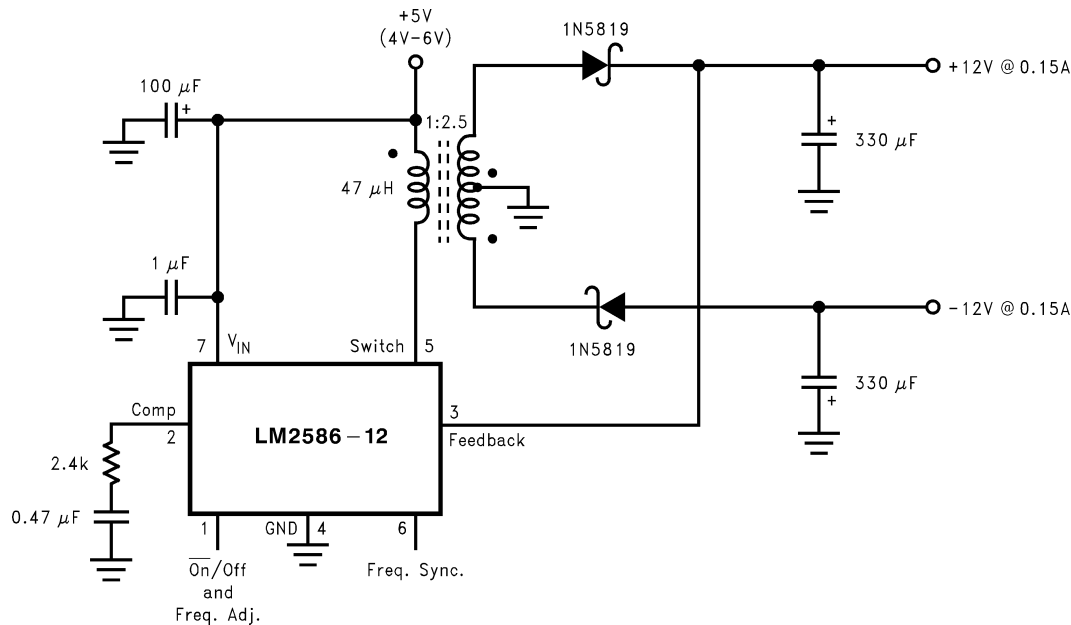 +5V
(4V-6V)
1N5819
100 μF
+
1:2.5
+12V @ 0.15A
+
330 μF
47 μH
1 μF
-12V @ 0.15A
7
VIN
Switch
5
1N5819
330 μF
+
Comp
2
LM2586-12
3
Feedback
2.4k
0.47 μF
1
GND
4
6
On/Off
and
Freq. Adj.
Freq. Sync.